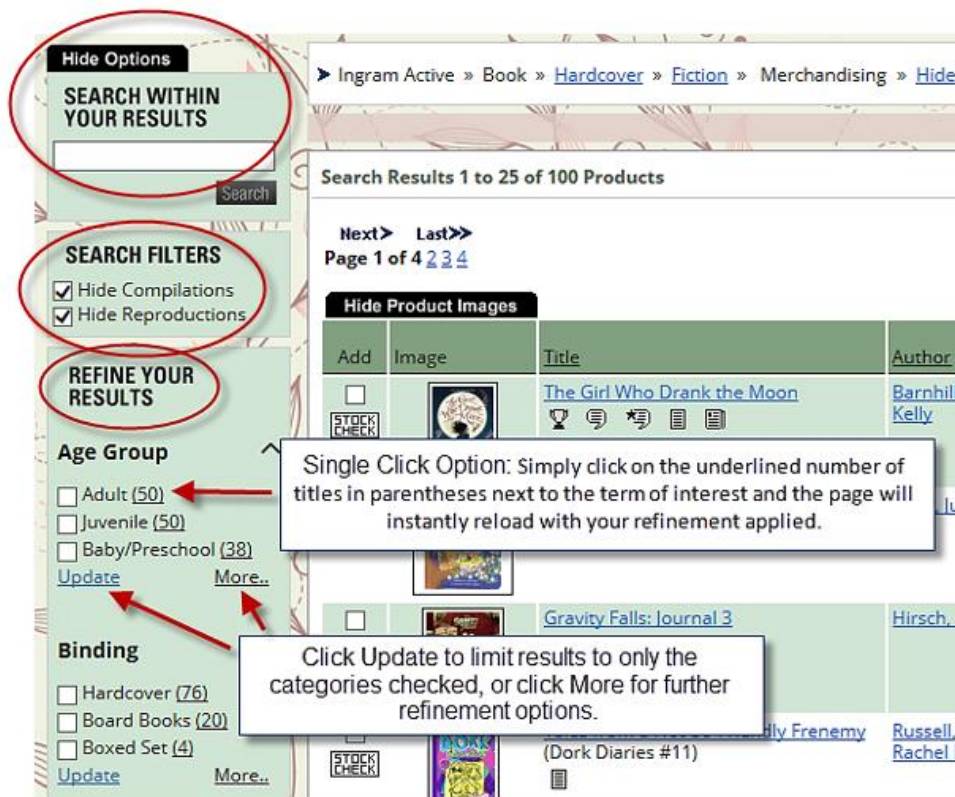 Hide Options
SEARCH WITHIN
YOUR RESULTS
Search
SEARCH FILTERS
Hide Compilations
Hide Reproductions
REFINE YOUR
RESULTS
Age Group
Adult (50)
Juvenile (50)
Baby/Preschool (38)
Update More..
Binding
Hardcover (76)
Board Books (20)
Boxed Set (4)
Update More..
Ingram Active » Book » Hardcover » Fiction » Merchandising » Hide
Search Results 1 to 25 of 100 Products
Next> Last>>
Page 1 of 4 2 3 4
Hide Product Images
Add Image Title Author
The Girl Who Drank the Moon Barnhill
Kelly
STOCK
CHECK
Single Click Option: Simply click on the underlined number of
titles in parentheses next to the term of interest and the page will
instantly reload with your refinement applied.
Gravity Falls: Journal 3 Hirsch,
Click Update to limit results to only the
categories checked, or click More for further
refinement options.
Frenemy Russell,
(Dork Diaries #11) Rachel
STOCK
CHECK
DORK